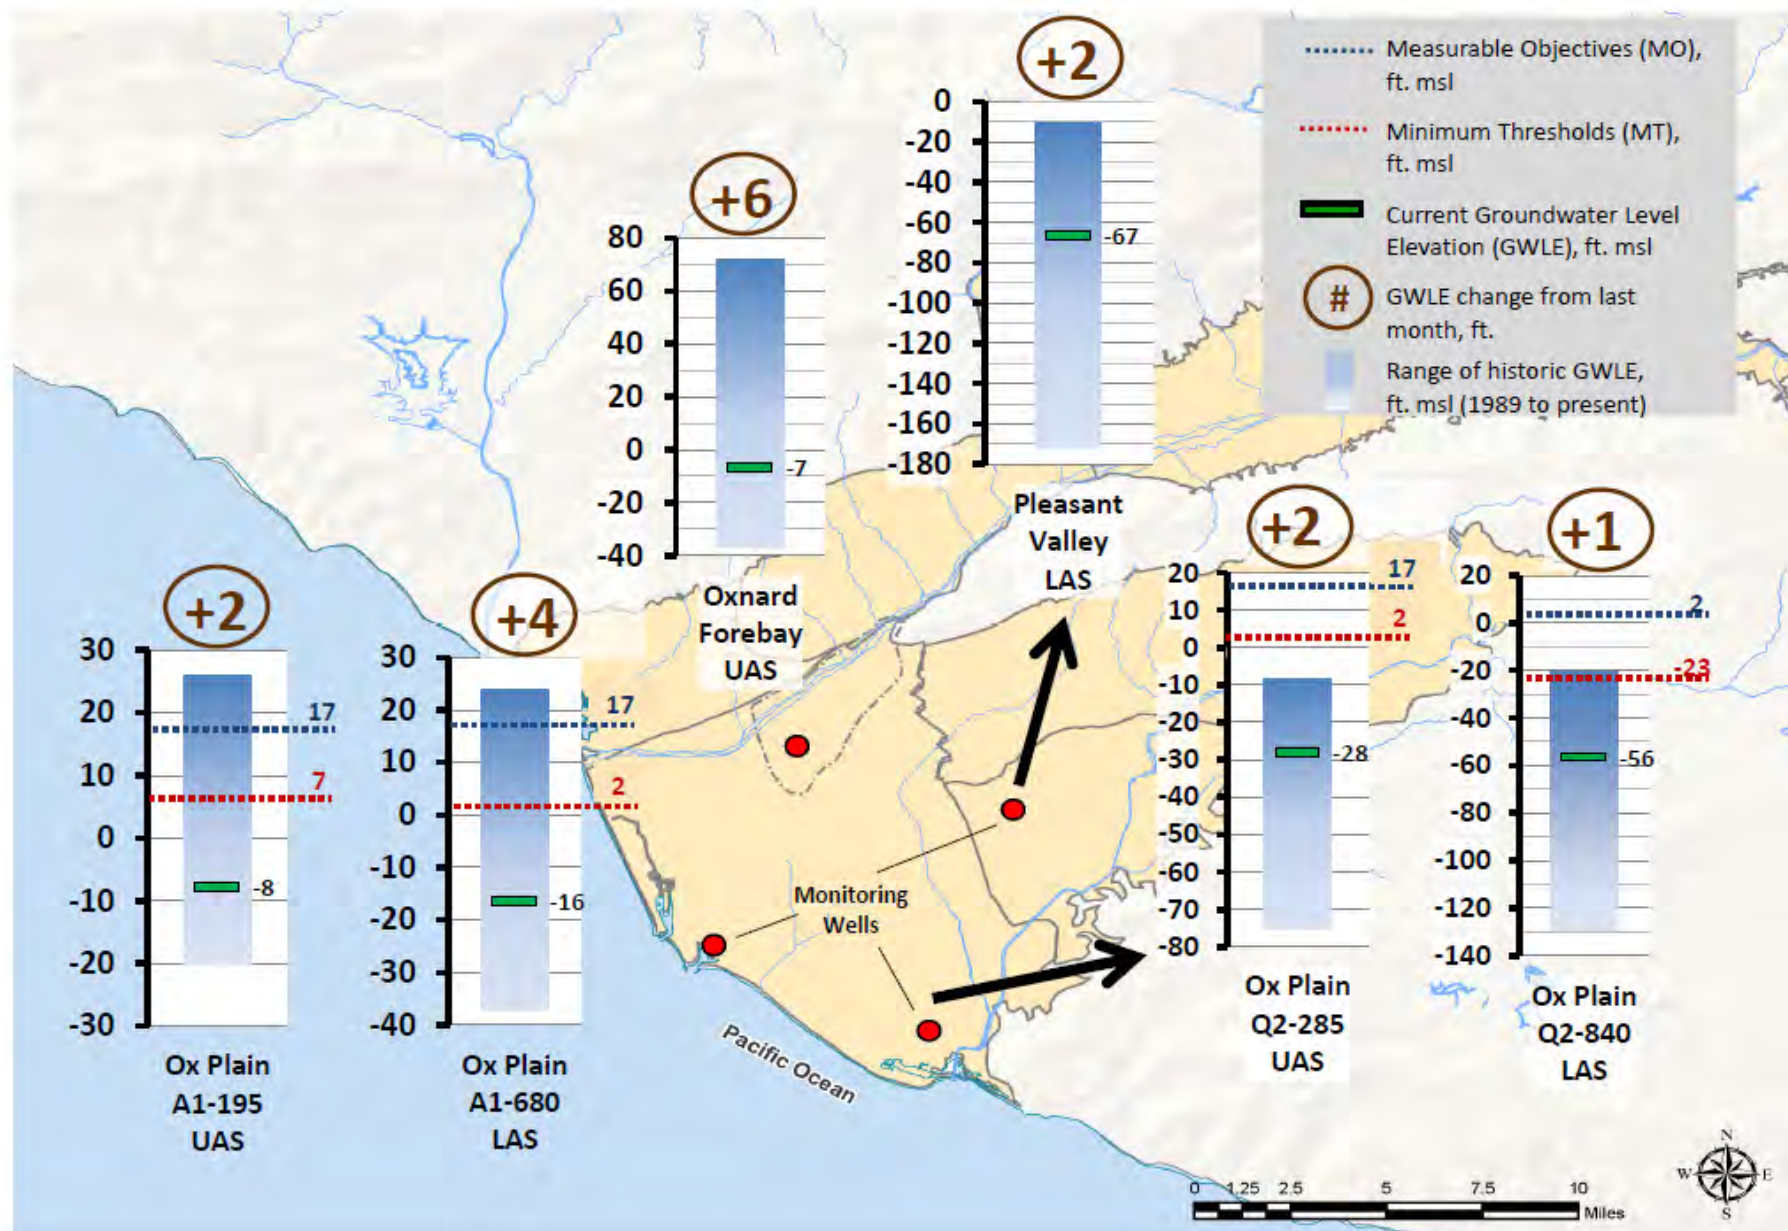 Measurable Objectives (MO),
ft. msl
Minimum Thresholds (MT),
ft. msl
Current Groundwater Level
Elevation (GWLE), ft. msl
#
GWLE change from last
month, ft.
Range of historic GWLE,
ft. msl (1989 to present)
+2
0
-20
-40
-60
-80
-100
-120
-140
-160
-180
-67
Pleasant
Valley
LAS
+6
80
60
40
20
0
-20
-40
-7
Oxnard
Forebay
UAS
+2
30
20
10
0
-10
-20
-30
17
7
-8
Ox Plain
A1-195
UAS
+4
30
20
10
0
-10
-20
-30
-40
17
2
-16
Ox Plain
A1-680
LAS
+2
20
10
0
-10
-20
-30
-40
-50
-60
-70
-80
17
2
-28
Ox Plain
Q2-285
UAS
+1
20
0
-20
-40
-60
-80
-100
-120
-140
2
-23
-56
Ox Plain
Q2-840
LAS
Monitoring
Wells
Pacific Ocean
0 1.25 2.5 5 7.5 10
Miles
N
W E
S